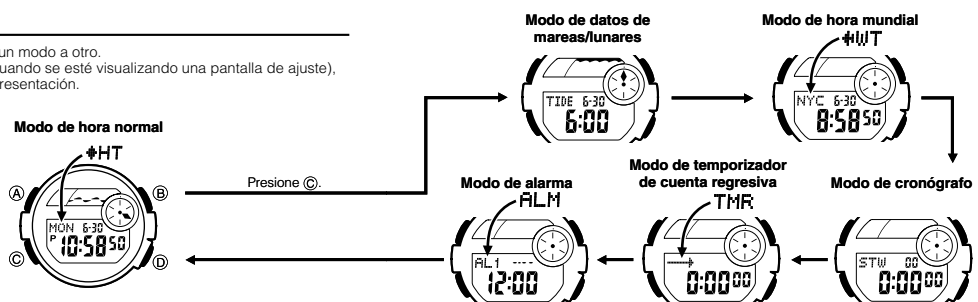 un modo a otro.
uando se esté visualizando una pantalla de ajuste),
resentación.
Modo de datos de
mareas/lunares
Modo de hora mundial
WT
TIDE 6-30
6:00
NYC 6-30
8:58 50
Modo de hora normal
HT
A
B
C
D
MON 6-30
P 10:58 50
Presione C.
Modo de alarma
ALM
AL1 ----
12:00
Modo de temporizador
de cuenta regresiva
TMR
0:00 00
Modo de cronógrafo
STW 00
0:00 00